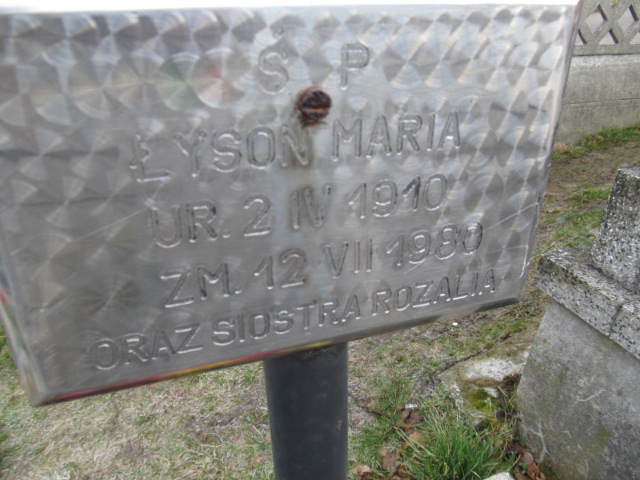 Ś P
ŁYSOŃ MARIA
UR. 2 IV 1910
ZM. 12 VII 1980
ORAZ SIOSTRA ROZALIA